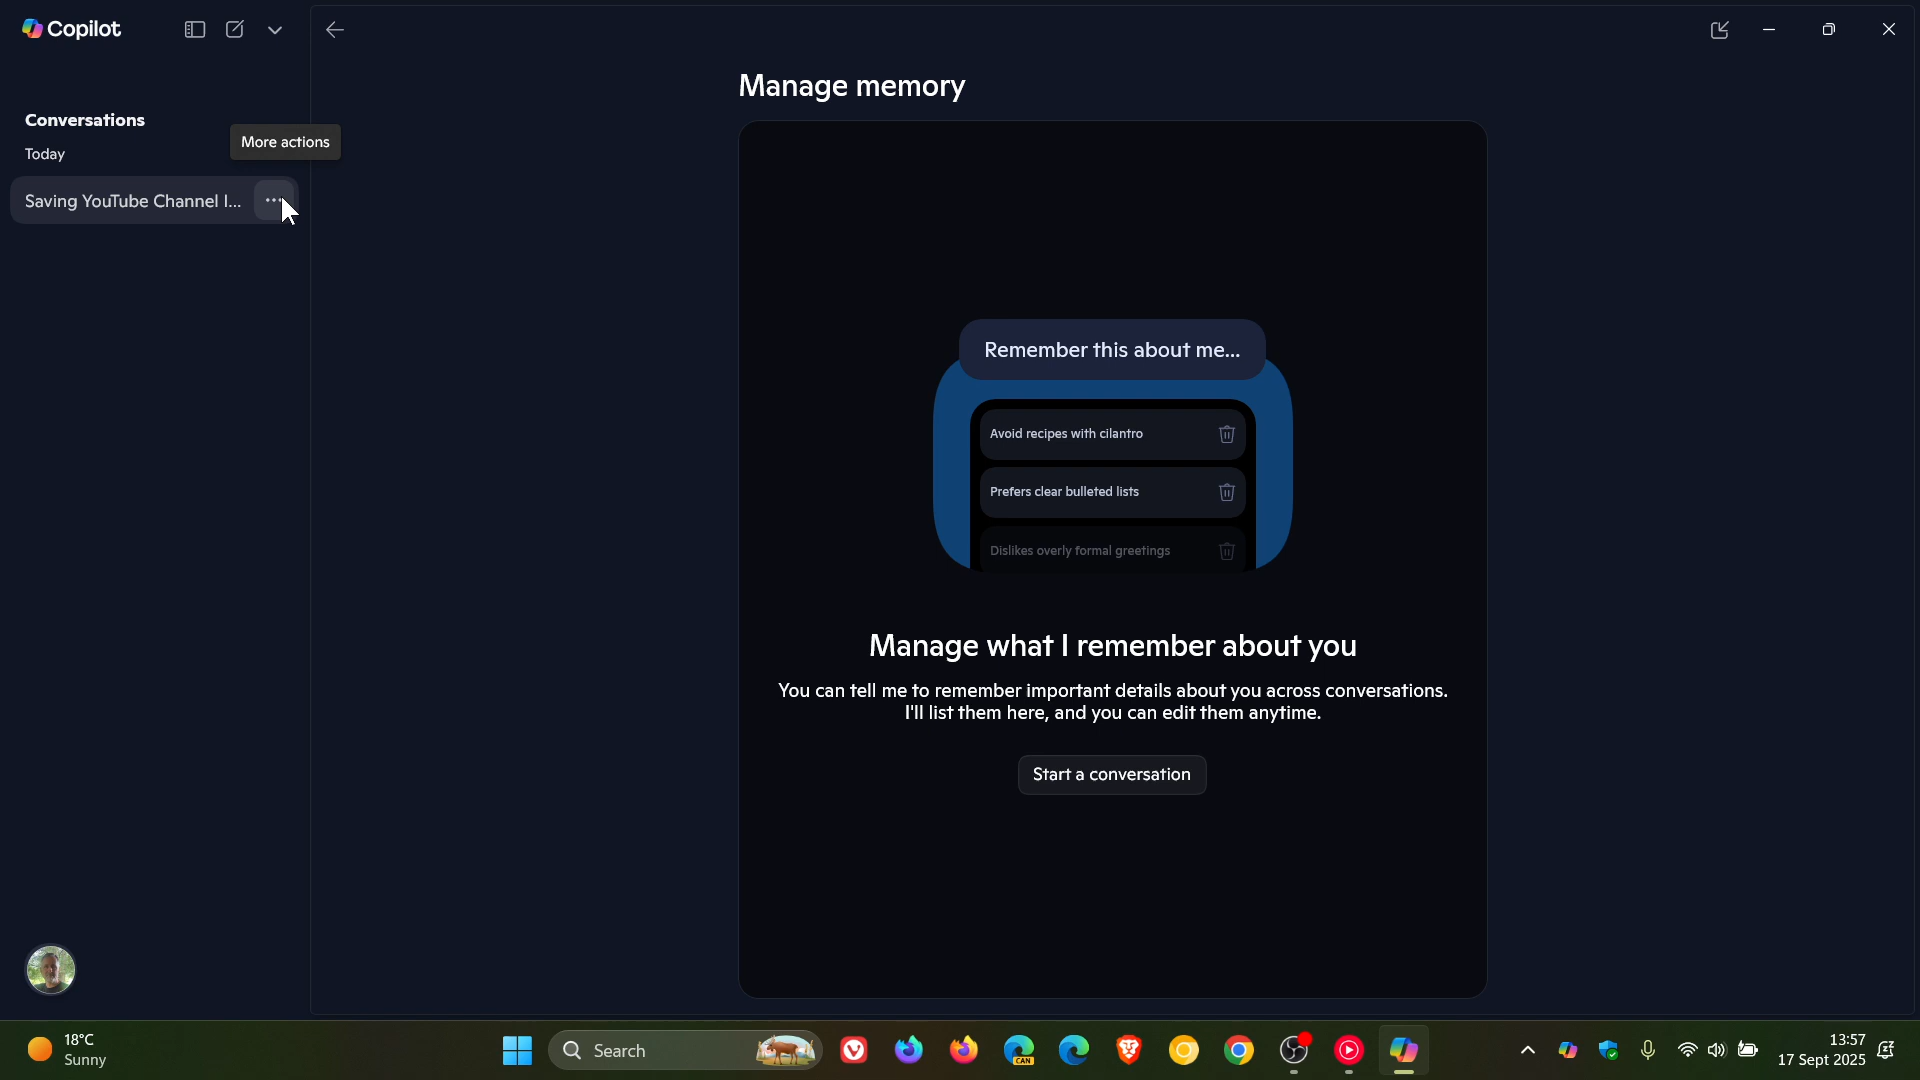 Copilot
Manage memory
Conversations
More actions
Today
Saving YouTube Channel I...
Remember this about me...
Avoid recipes with cilantro
Prefers clear bulleted lists
Dislikes overly formal greetings
Manage what I remember about you
You can tell me to remember important details about you across conversations.
I'll list them here, and you can edit them anytime.
Start a conversation
18°C
Sunny
Search
CAN
13:57
17 Sept 2025